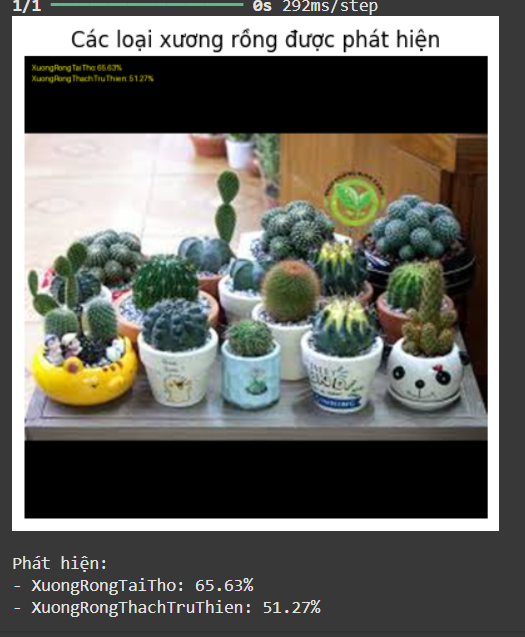 1/1 ━━━━━━━━━━━━━━━━━━━━ 0s 292ms/step
Các loại xương rồng được phát hiện
XuongRongTaiTho: 65.63%
XuongRongThachTruThien: 51.27%
Phát hiện:
- XuongRongTaiTho: 65.63%
- XuongRongThachTruThien: 51.27%